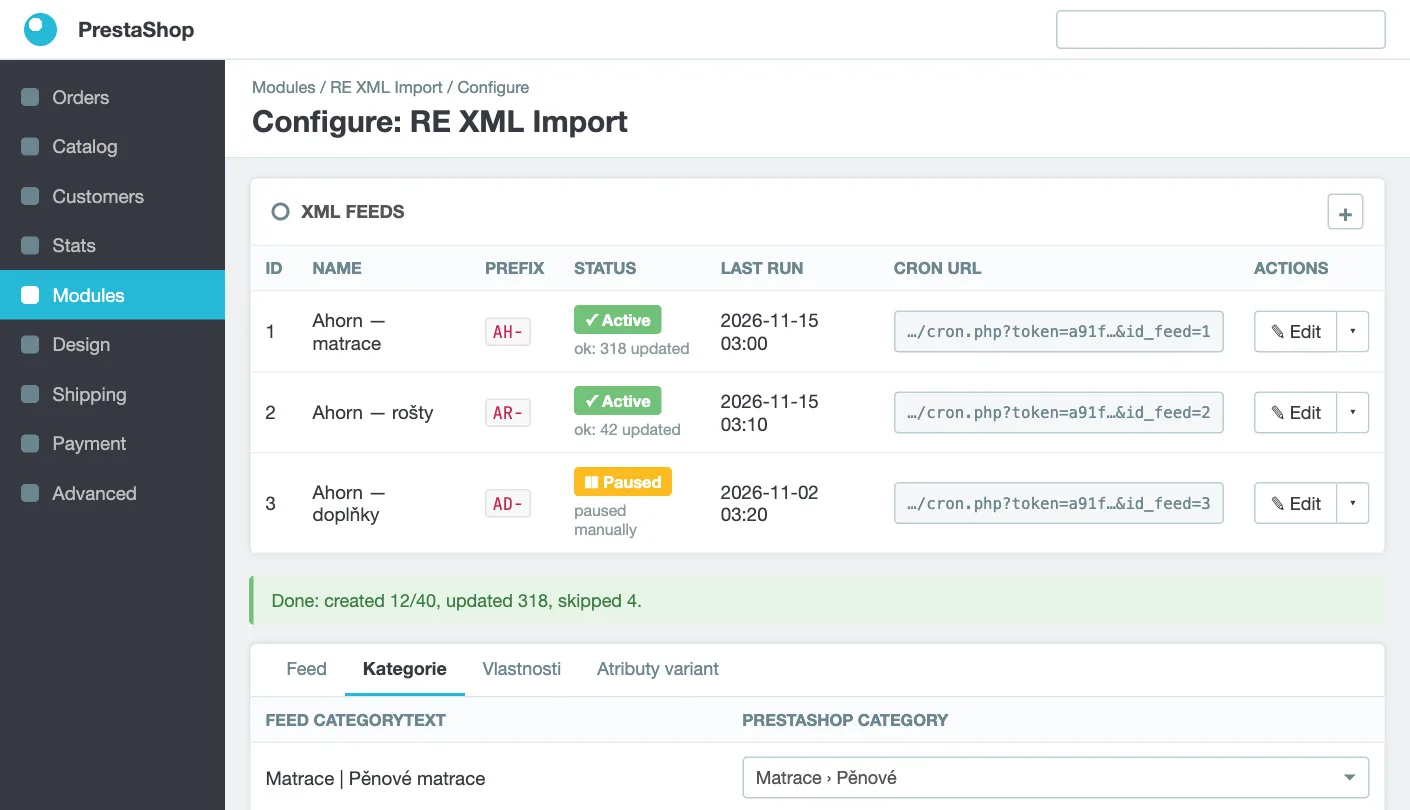 PrestaShop
Orders
Catalog
Customers
Stats
Modules
Design
Shipping
Payment
Advanced
Modules / RE XML Import / Configure
Configure: RE XML Import
XML FEEDS
+
ID NAME PREFIX STATUS LAST RUN CRON URL ACTIONS
1 Ahorn — matrace AH- ✓ Active ok: 318 updated 2026-11-15 03:00 …/cron.php?token=a91f…&id_feed=1 ✎ Edit
2 Ahorn — rošty AR- ✓ Active ok: 42 updated 2026-11-15 03:10 …/cron.php?token=a91f…&id_feed=2 ✎ Edit
3 Ahorn — doplňky AD- Paused paused manually 2026-11-02 03:20 …/cron.php?token=a91f…&id_feed=3 ✎ Edit
Done: created 12/40, updated 318, skipped 4.
Feed Kategorie Vlastnosti Atributy variant
FEED CATEGORYTEXT PRESTASHOP CATEGORY
Matrace | Pěnové matrace Matrace › Pěnové